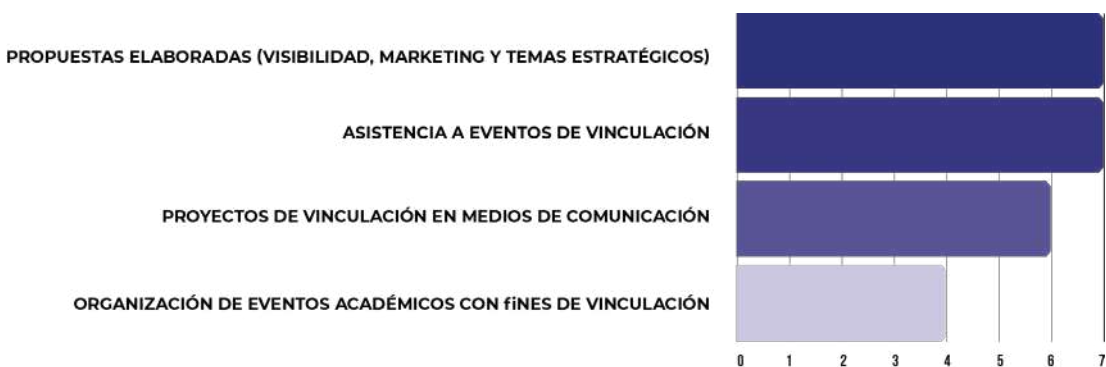 PROPUESTAS ELABORADAS (VISIBILIDAD, MARKETING Y TEMAS ESTRATÉGICOS)
ASISTENCIA A EVENTOS DE VINCULACIÓN
PROYECTOS DE VINCULACIÓN EN MEDIOS DE COMUNICACIÓN
ORGANIZACIÓN DE EVENTOS ACADÉMICOS CON fiNES DE VINCULACIÓN
0 1 2 3 4 5 6 7